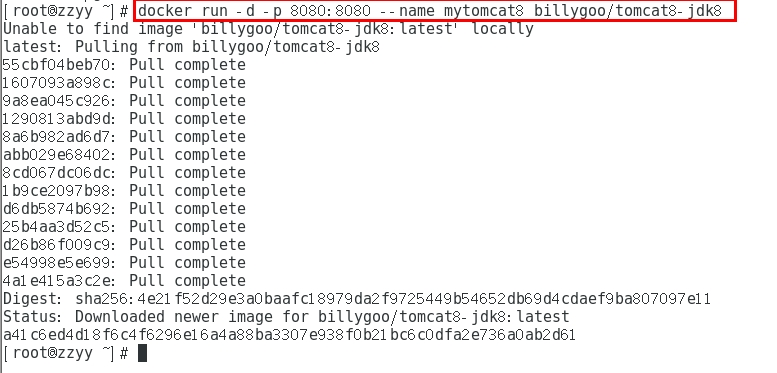 [root@zzyy ~]# docker run -d -p 8080:8080 --name mytomcat8 billygoo/tomcat8-jdk8
Unable to find image 'billygoo/tomcat8-jdk8:latest' locally
latest: Pulling from billygoo/tomcat8-jdk8
55cbf04beb70: Pull complete
1607093a898c: Pull complete
9a8ea045c926: Pull complete
1290813abd9d: Pull complete
8a6b982ad6d7: Pull complete
abb029e68402: Pull complete
8cd067dc06dc: Pull complete
1b9ce2097b98: Pull complete
d6db5874b692: Pull complete
25b4aa3d52c5: Pull complete
d26b86f009c9: Pull complete
e54998e5e699: Pull complete
4a1e415a3c2e: Pull complete
Digest: sha256:4e21f52d29e3a0baafc18979da2f9725449b54652db69d4cdaef9ba807097e11
Status: Downloaded newer image for billygoo/tomcat8-jdk8:latest
a41c6ed4d18f6c4f6296e16a4a88ba3307e938f0b21bc6c0dfa2e736a0ab2d61
[root@zzyy ~]#